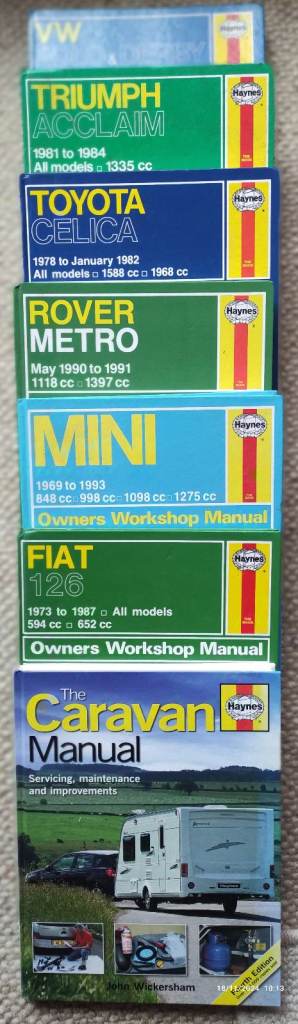 VW
Haynes
TRIUMPH
ACCLAIM
1981 to 1984
All models □ 1335 cc
Haynes
TOYOTA
CELICA
1978 to January 1982
All models □ 1588 cc □ 1968 cc
Haynes
ROVER
METRO
May 1990 to 1991
1118 cc □ 1397 cc
Haynes
MINI
1969 to 1993
848 cc □ 998 cc □ 1098 cc □ 1275 cc
Owners Workshop Manual
Haynes
FIAT
126
1973 to 1987 □ All models
594 cc □ 652 cc
Owners Workshop Manual
Haynes
The
Caravan
Manual
Haynes
Servicing, maintenance
and improvements
John Wickersham
Fourth Edition
18/11/2024 10:13